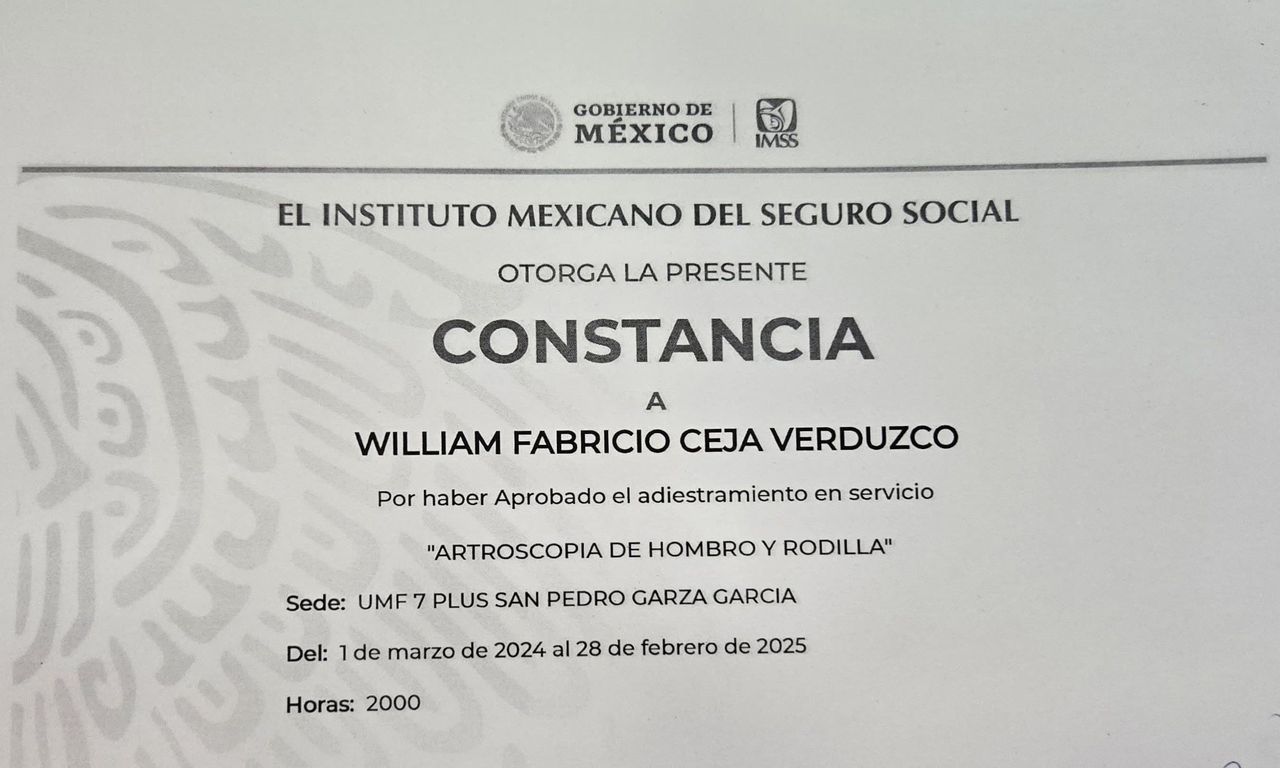 GOBIERNO DE
MÉXICO
IMSS
EL INSTITUTO MEXICANO DEL SEGURO SOCIAL
OTORGA LA PRESENTE
CONSTANCIA
A
WILLIAM FABRICIO CEJA VERDUZCO
Por haber Aprobado el adiestramiento en servicio
"ARTROSCOPIA DE HOMBRO Y RODILLA"
Sede: UMF 7 PLUS SAN PEDRO GARZA GARCIA
Del: 1 de marzo de 2024 al 28 de febrero de 2025
Horas: 2000